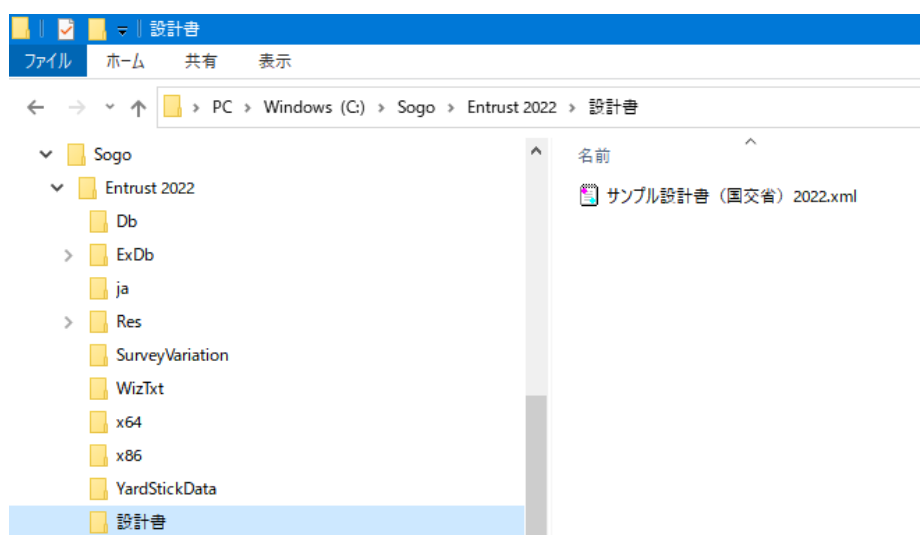 設計書
ファイル ホーム 共有 表示
PC > Windows (C:) > Sogo > Entrust 2022 > 設計書
Sogo
Entrust 2022
Db
ExDb
ja
Res
SurveyVariation
WizTxt
x64
x86
YardStickData
設計書
名前
サンプル設計書（国交省）2022.xml